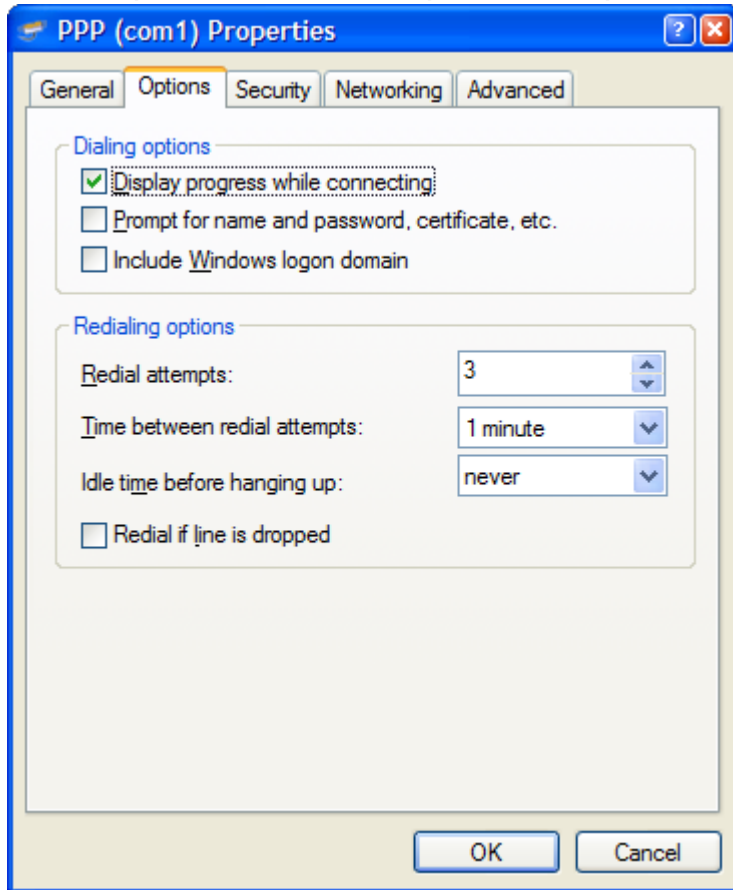 PPP (com1) Properties
General Options Security Networking Advanced
Dialing options
Display progress while connecting
Prompt for name and password, certificate, etc.
Include Windows logon domain
Redialing options
Redial attempts: 3
Time between redial attempts: 1 minute
Idle time before hanging up: never
Redial if line is dropped
OK Cancel